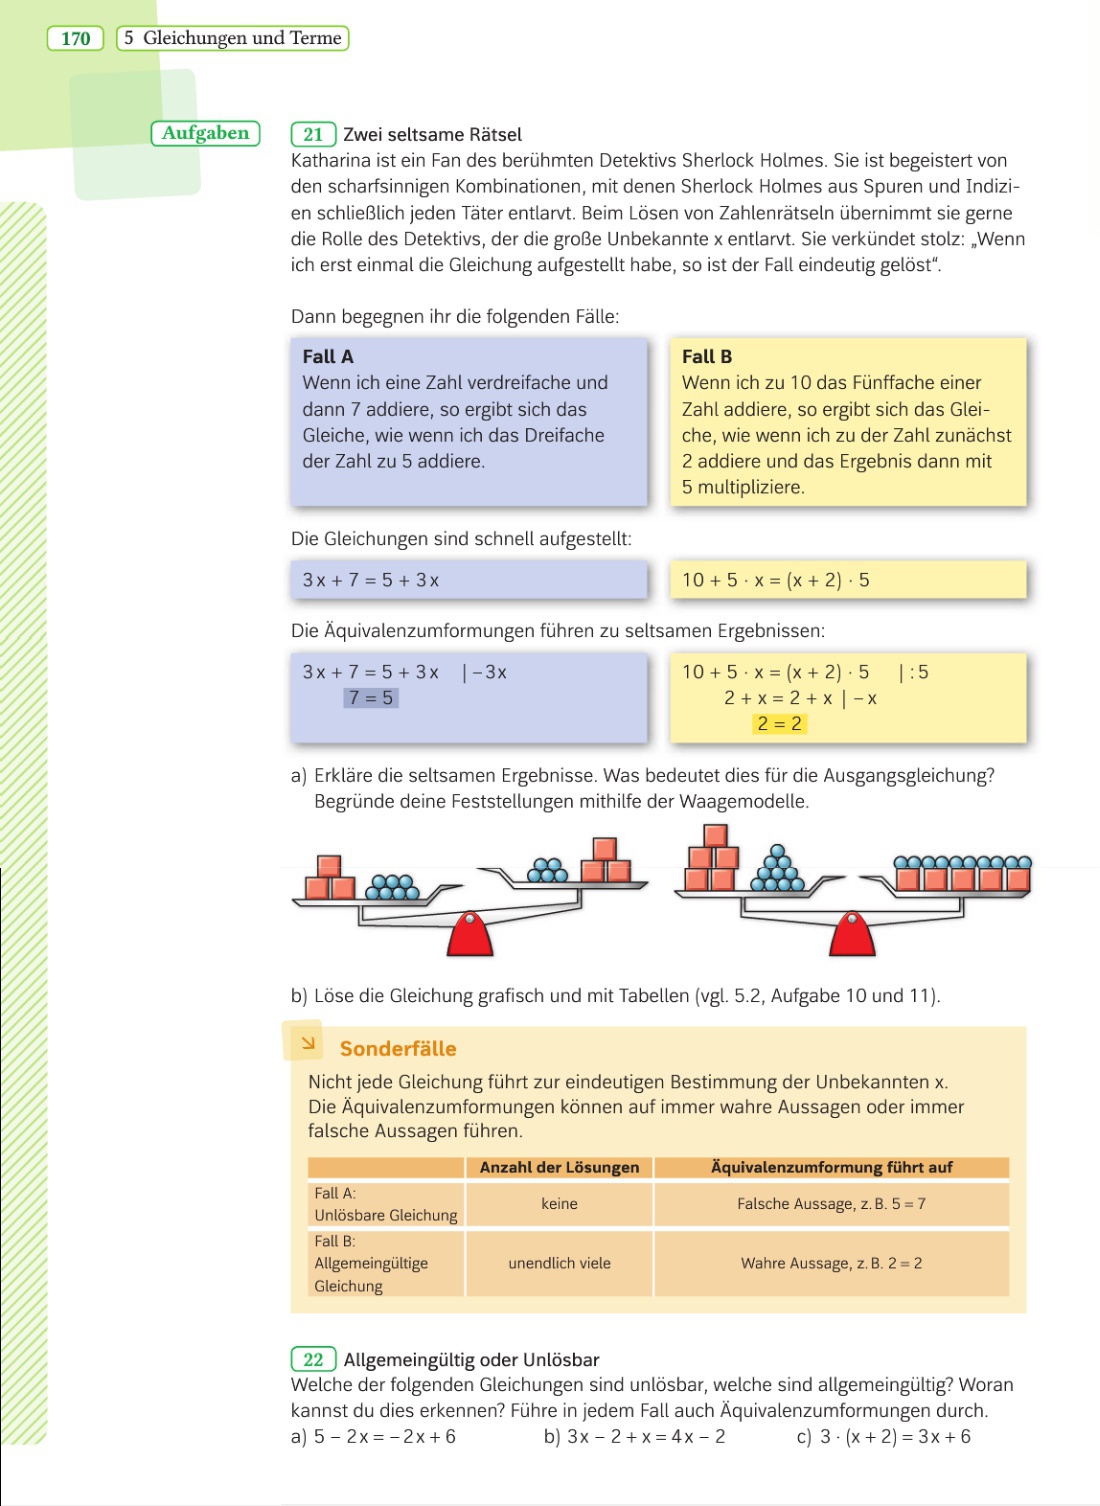 170
5 Gleichungen und Terme
Aufgaben
21 Zwei seltsame Rätsel
Katharina ist ein Fan des berühmten Detektivs Sherlock Holmes. Sie ist begeistert von
den scharfsinnigen Kombinationen, mit denen Sherlock Holmes aus Spuren und Indizi-
en schließlich jeden Täter entlarvt. Beim Lösen von Zahlenrätseln übernimmt sie gerne
die Rolle des Detektivs, der die große Unbekannte x entlarvt. Sie verkündet stolz: „Wenn
ich erst einmal die Gleichung aufgestellt habe, so ist der Fall eindeutig gelöst“.
Dann begegnen ihr die folgenden Fälle:
Fall A
Wenn ich eine Zahl verdreifache und
dann 7 addiere, so ergibt sich das
Gleiche, wie wenn ich das Dreifache
der Zahl zu 5 addiere.
Fall B
Wenn ich zu 10 das Fünffache einer
Zahl addiere, so ergibt sich das Glei-
che, wie wenn ich zu der Zahl zunächst
2 addiere und das Ergebnis dann mit
5 multipliziere.
Die Gleichungen sind schnell aufgestellt:
3x + 7 = 5 + 3x
10 + 5 · x = (x + 2) · 5
Die Äquivalenzumformungen führen zu seltsamen Ergebnissen:
3x + 7 = 5 + 3x | – 3x
7 = 5
10 + 5 · x = (x + 2) · 5 | : 5
2 + x = 2 + x | – x
2 = 2
a) Erkläre die seltsamen Ergebnisse. Was bedeutet dies für die Ausgangsgleichung?
Begründe deine Feststellungen mithilfe der Waagemodelle.
b) Löse die Gleichung grafisch und mit Tabellen (vgl. 5.2, Aufgabe 10 und 11).
Sonderfälle
Nicht jede Gleichung führt zur eindeutigen Bestimmung der Unbekannten x.
Die Äquivalenzumformungen können auf immer wahre Aussagen oder immer
falsche Aussagen führen.
Anzahl der Lösungen
Äquivalenzumformung führt auf
Fall A:
Unlösbare Gleichung
keine
Falsche Aussage, z. B. 5 = 7
Fall B:
Allgemeingültige
Gleichung
unendlich viele
Wahre Aussage, z. B. 2 = 2
22 Allgemeingültig oder Unlösbar
Welche der folgenden Gleichungen sind unlösbar, welche sind allgemeingültig? Woran
kannst du dies erkennen? Führe in jedem Fall auch Äquivalenzumformungen durch.
a) 5 – 2x = – 2x + 6 b) 3x – 2 + x = 4x – 2 c) 3 · (x + 2) = 3x + 6